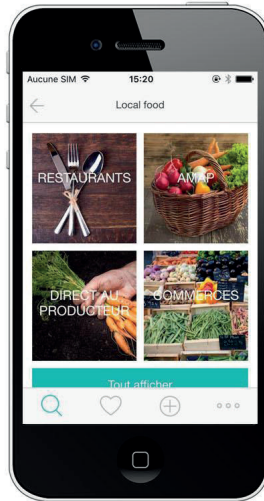 Aucune SIM 15:20
Local food
RESTAURANTS
AMAP
DIRECT AU
PRODUCTEUR
COMMERCES
Tout afficher